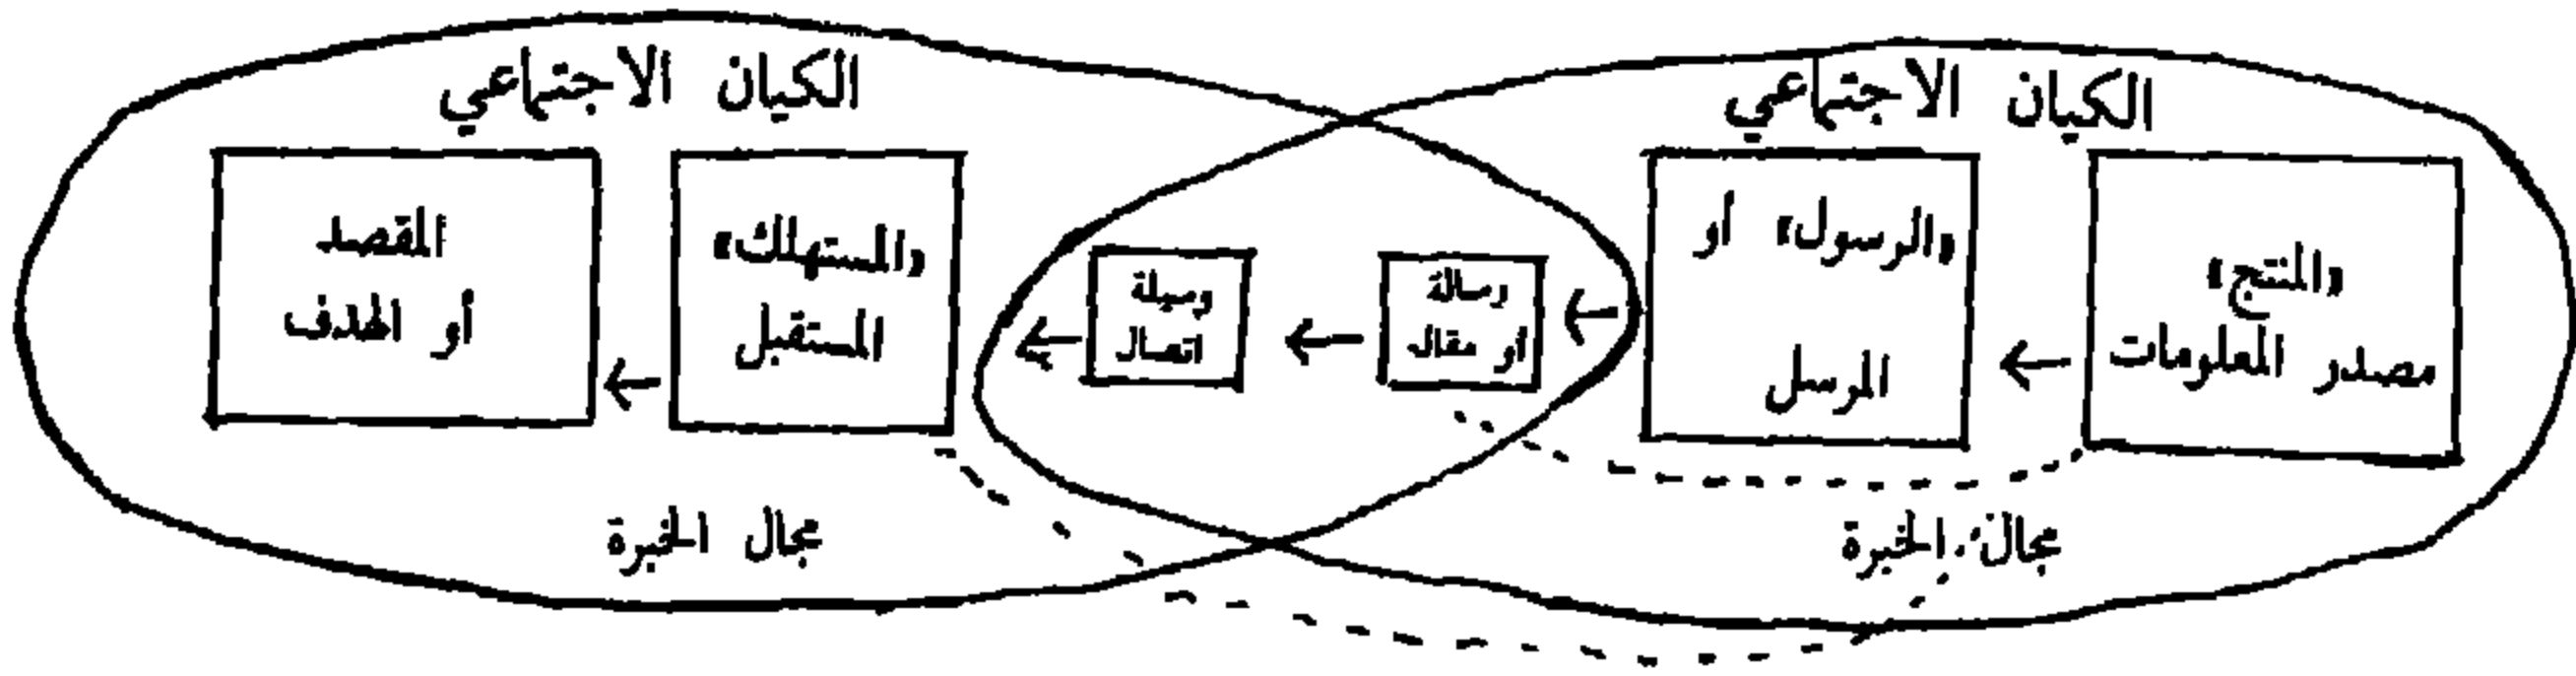 الكيان الاجتماعي
«المنتج»
مصدر المعلومات
«الرسول» أو
المرسل
مجال الخبرة
رسالة
أو مقال
وسيلة
اتصال
الكيان الاجتماعي
«المستهلك»
المستقبل
المقصد
أو الهدف
مجال الخبرة